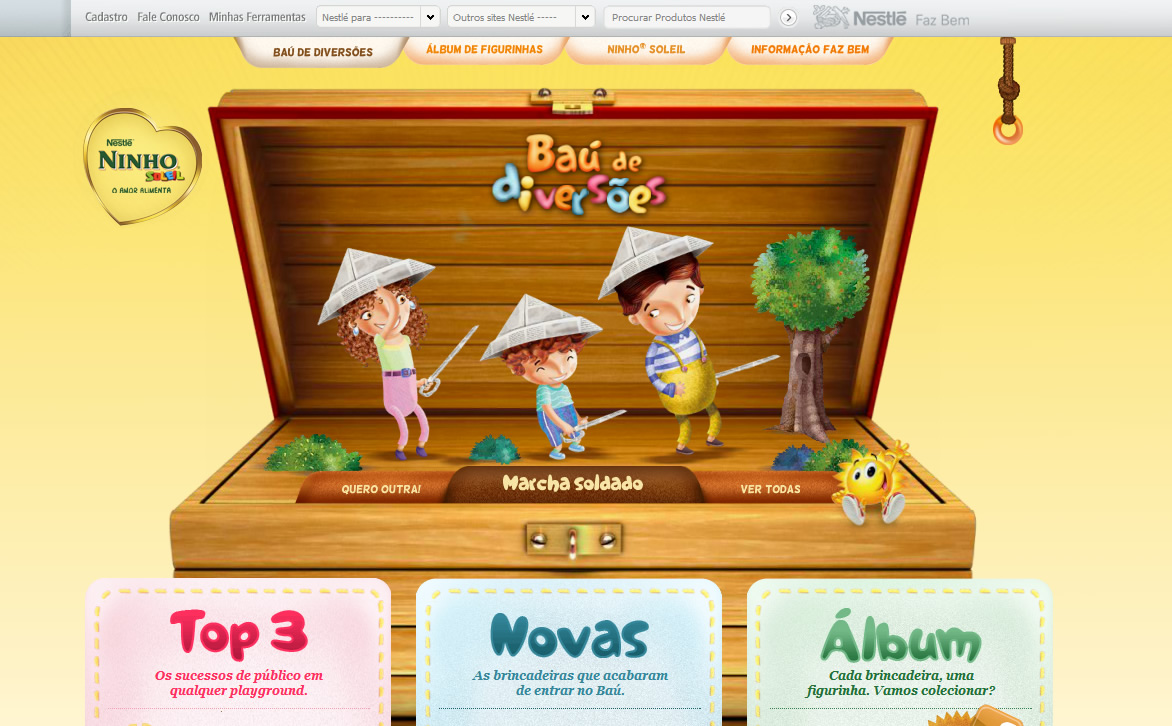 Cadastro Fale Conosco Minhas Ferramentas Nestlé para ---------- Outros sites Nestlé ----- Procurar Produtos Nestlé Nestlé Faz Bem
BAÚ DE DIVERSÕES ÁLBUM DE FIGURINHAS NINHO® SOLEIL INFORMAÇÃO FAZ BEM
Nestlé
NINHO
SOLEIL
O AMOR ALIMENTA
Baú de
diversões
QUERO OUTRA! Marcha Soldado VER TODAS
Top 3
Os sucessos de público em
qualquer playground.
Novas
As brincadeiras que acabaram
de entrar no Baú.
Álbum
Cada brincadeira, uma
figurinha. Vamos colecionar?